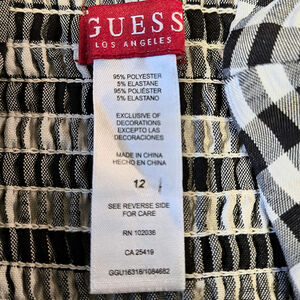 GUESS
LOS ANGELES
95% POLYESTER
5% ELASTANE
95% POLIÉSTER
5% ELASTANO
EXCLUSIVE OF
DECORATIONS
EXCEPTO LAS
DECORACIONES
MADE IN CHINA
HECHO EN CHINA
12
SEE REVERSE SIDE
FOR CARE
RN 102036
CA 25419
GGU16316/1084682